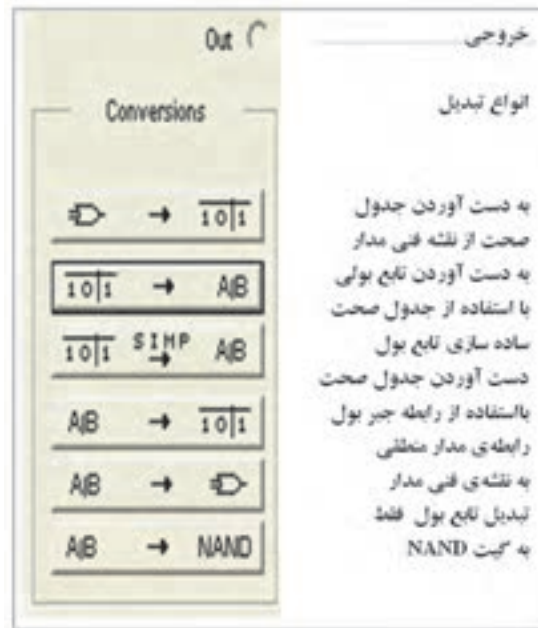 Out
خروجی
Conversions
انواع تبدیل
→ 10|1
به دست آوردن جدول
صحت از نقشه فنی مدار
10|1 → A|B
به دست آوردن تابع بولی
با استفاده از جدول صحت
10|1 SIMP → A|B
ساده سازی تابع بول
دست آوردن جدول صحت
A|B → 10|1
بااستفاده از رابطه جبر بول
رابطه‌ی مدار منطقی
A|B →
به نقشه‌ی فنی مدار
تبدیل تابع بول فقط
A|B → NAND
به گیت NAND